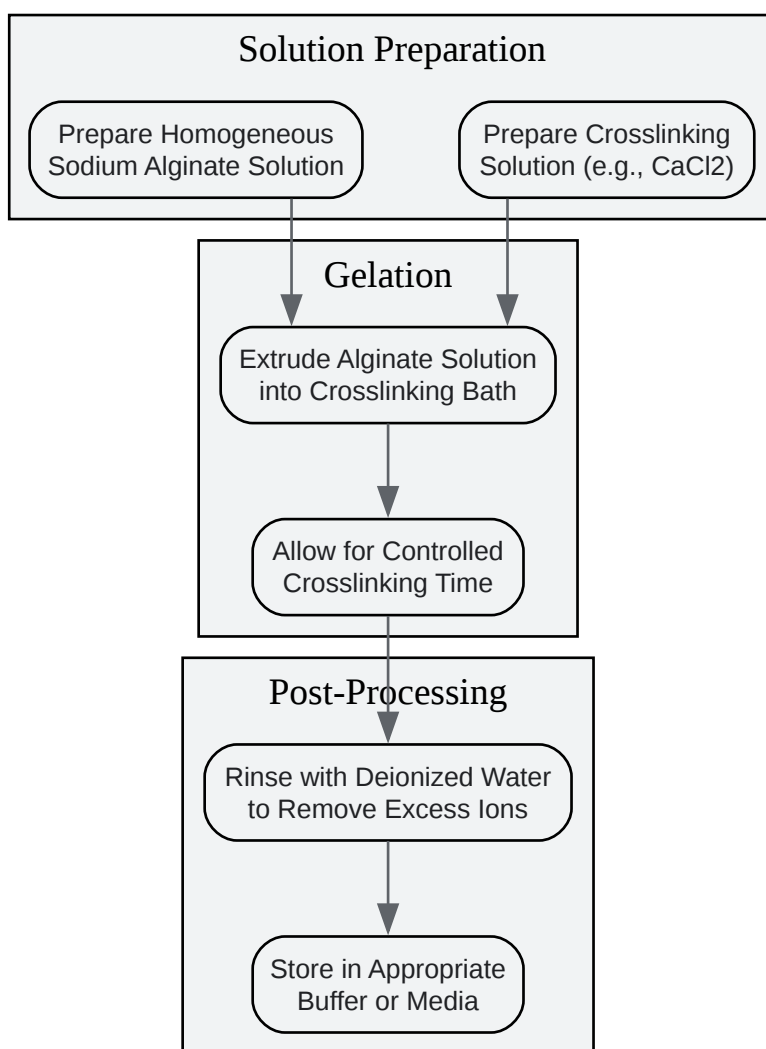 Solution Preparation
Prepare Homogeneous
Sodium Alginate Solution
Prepare Crosslinking
Solution (e.g., CaCl2)
Gelation
Extrude Alginate Solution
into Crosslinking Bath
Allow for Controlled
Crosslinking Time
Post-Processing
Rinse with Deionized Water
to Remove Excess Ions
Store in Appropriate
Buffer or Media